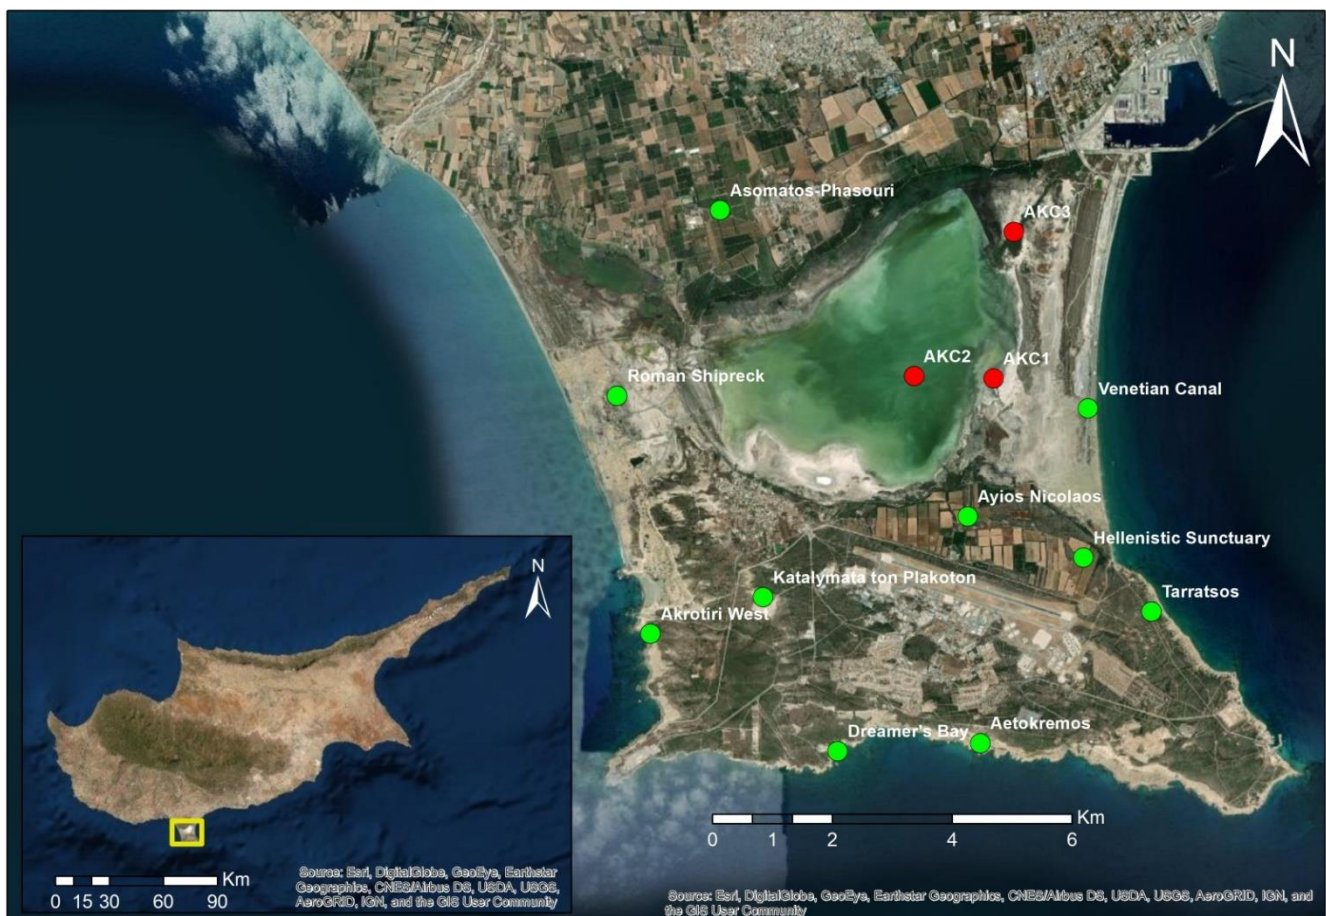 N
AKC3
Asomatos-Phasouri
AKC2
AKC1
Roman Shipreck
Venetian Canal
Ayios Nicolaos
Hellenistic Sunctuary
Katalymata ton Plakoton
Tarratsos
Akrotiri West
Dreamer's Bay
Aetokremos
Km
0 1 2 4 6
Source: Esri, DigitalGlobe, GeoEye, Earthstar Geographics, CNES/Airbus DS, USDA, USGS, AeroGRID, IGN, and
the GIS User Community
N
Km
0 15 30 60 90
Source: Esri, DigitalGlobe, GeoEye, Earthstar
Geographics, CNES/Airbus DS, USDA, USGS,
AeroGRID, IGN, and the GIS User Community